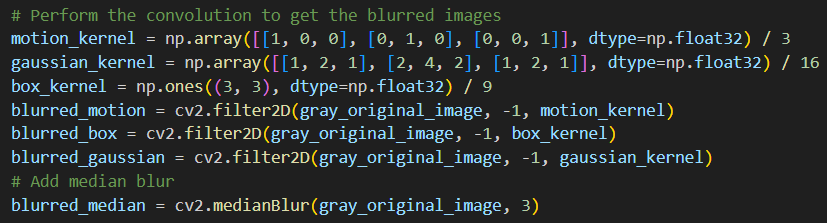 # Perform the convolution to get the blurred images
motion_kernel = np.array([[1, 0, 0], [0, 1, 0], [0, 0, 1]], dtype=np.float32) / 3
gaussian_kernel = np.array([[1, 2, 1], [2, 4, 2], [1, 2, 1]], dtype=np.float32) / 16
box_kernel = np.ones((3, 3), dtype=np.float32) / 9
blurred_motion = cv2.filter2D(gray_original_image, -1, motion_kernel)
blurred_box = cv2.filter2D(gray_original_image, -1, box_kernel)
blurred_gaussian = cv2.filter2D(gray_original_image, -1, gaussian_kernel)
# Add median blur
blurred_median = cv2.medianBlur(gray_original_image, 3)